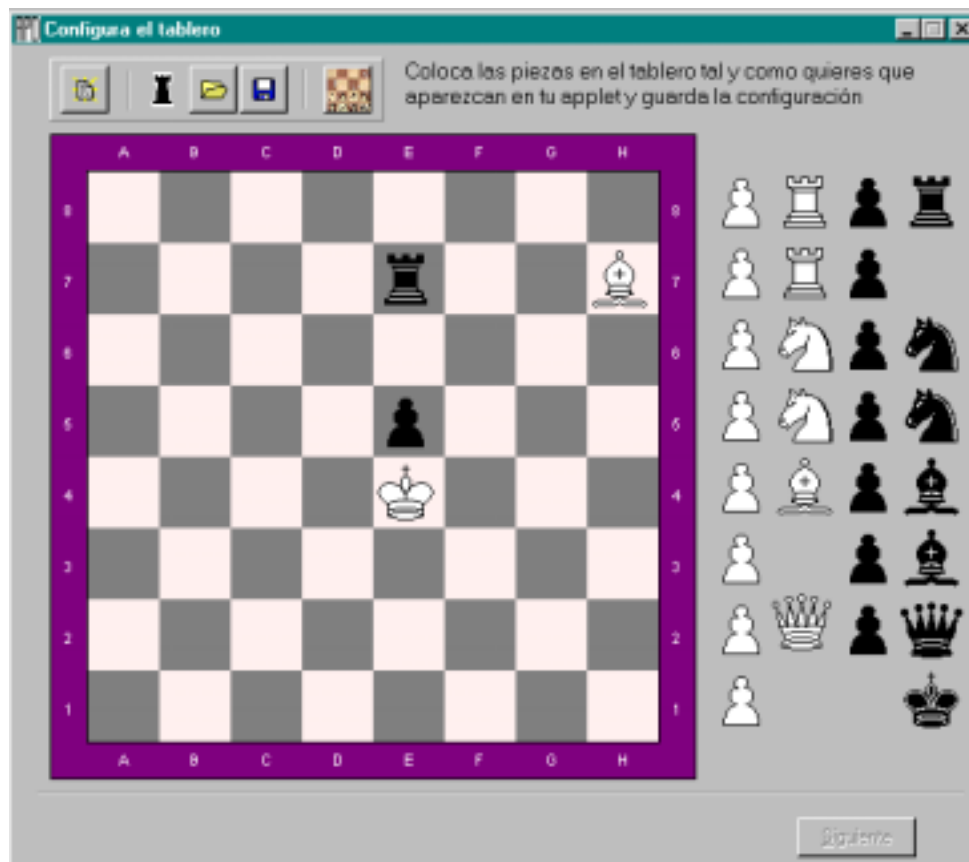 Configura el tablero
Coloca las piezas en el tablero tal y como quieres que
aparezcan en tu applet y guarda la configuración
A B C D E F G H
8 8
7 7
6 6
5 5
4 4
3 3
2 2
1 1
A B C D E F G H
Siguiente